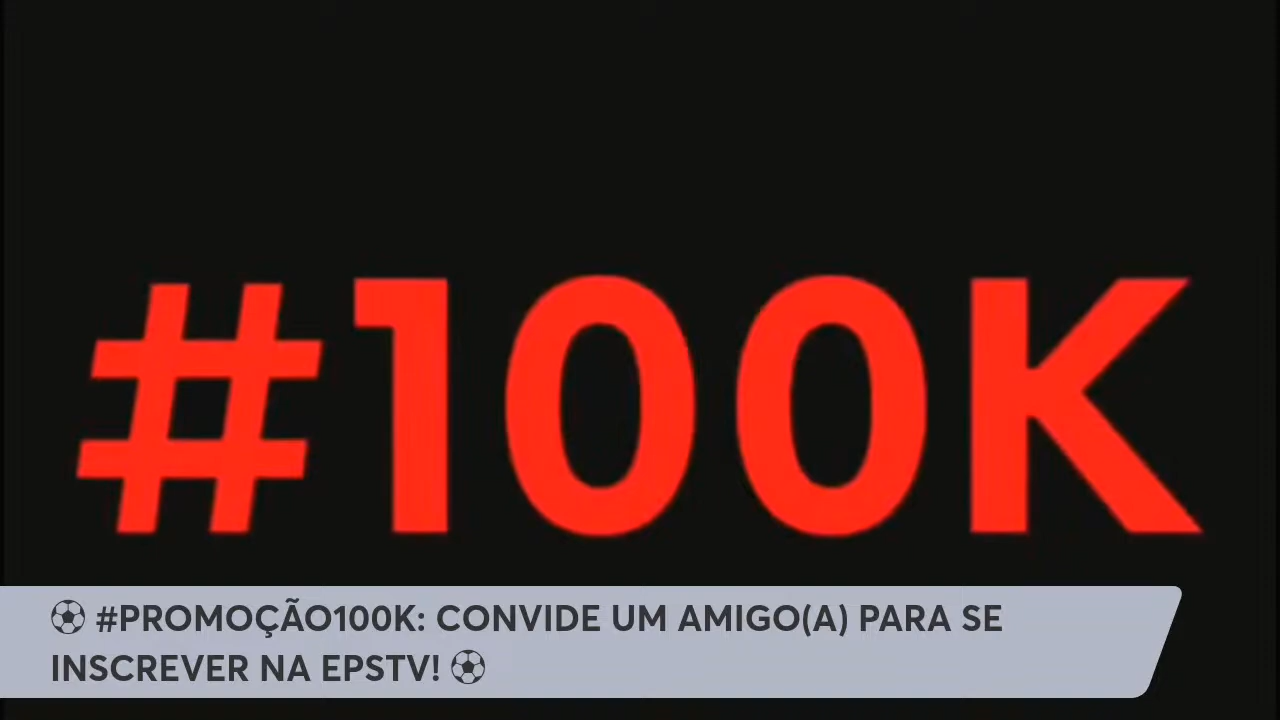 #100K
⚽ #PROMOÇÃO100K: CONVIDE UM AMIGO(A) PARA SE
INSCREVER NA EPSTV! ⚽